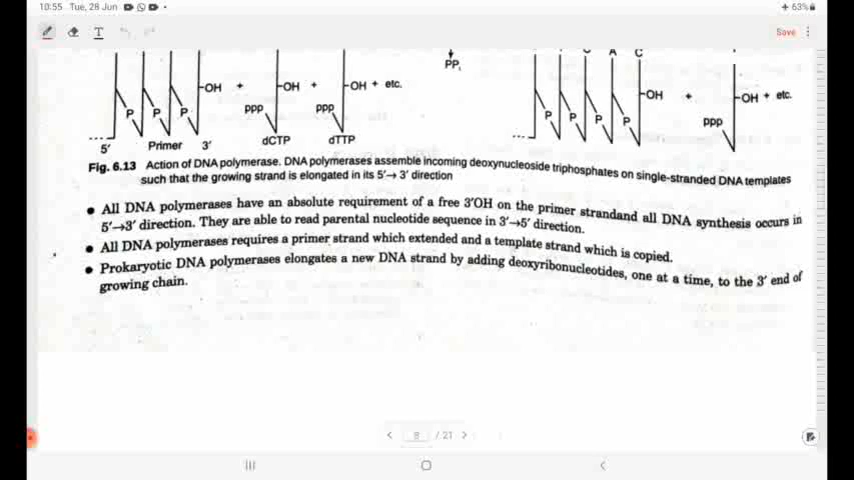 10:55 Tue, 28 Jun
63%
T
Save
PPi
A C
OH + OH + OH + etc.
OH + OH + etc.
P P P
PPP PPP
P P P P
PPP
.... 5' Primer 3' dCTP dTTP
...
Fig. 6.13 Action of DNA polymerase. DNA polymerases assemble incoming deoxynucleoside triphosphates on single-stranded DNA templates
such that the growing strand is elongated in its 5'→ 3' direction
• All DNA polymerases have an absolute requirement of a free 3'OH on the primer strandand all DNA synthesis occurs in
5'→3' direction. They are able to read parental nucleotide sequence in 3'→5' direction.
• All DNA polymerases requires a primer strand which extended and a template strand which is copied.
• Prokaryotic DNA polymerases elongates a new DNA strand by adding deoxyribonucleotides, one at a time, to the 3' end of
growing chain.
8 / 21